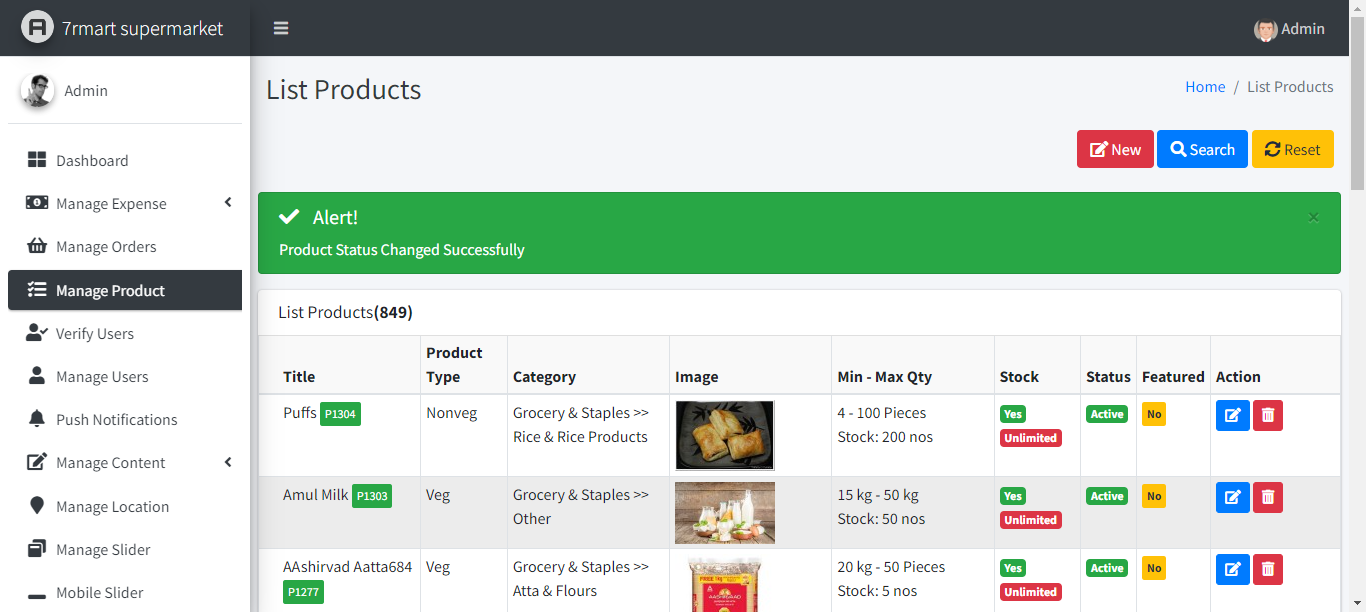 7rmart supermarket
Admin
Admin
List Products
Home / List Products
New
Search
Reset
Dashboard
Manage Expense
Manage Orders
Manage Product
Verify Users
Manage Users
Push Notifications
Manage Content
Manage Location
Manage Slider
Mobile Slider
Alert!
×
Product Status Changed Successfully
List Products(849)
Title
Product
Type
Category
Image
Min - Max Qty
Stock
Status
Featured
Action
Puffs P1304
Nonveg
Grocery & Staples >>
Rice & Rice Products
4 - 100 Pieces
Stock: 200 nos
Yes
Unlimited
Active
No
Amul Milk P1303
Veg
Grocery & Staples >>
Other
15 kg - 50 kg
Stock: 50 nos
Yes
Unlimited
Active
No
AAshirvad Aatta684
P1277
Veg
Grocery & Staples >>
Atta & Flours
FREE 1kg
AASHIRVAAD
20 kg - 50 Pieces
Stock: 5 nos
Yes
Unlimited
Active
No